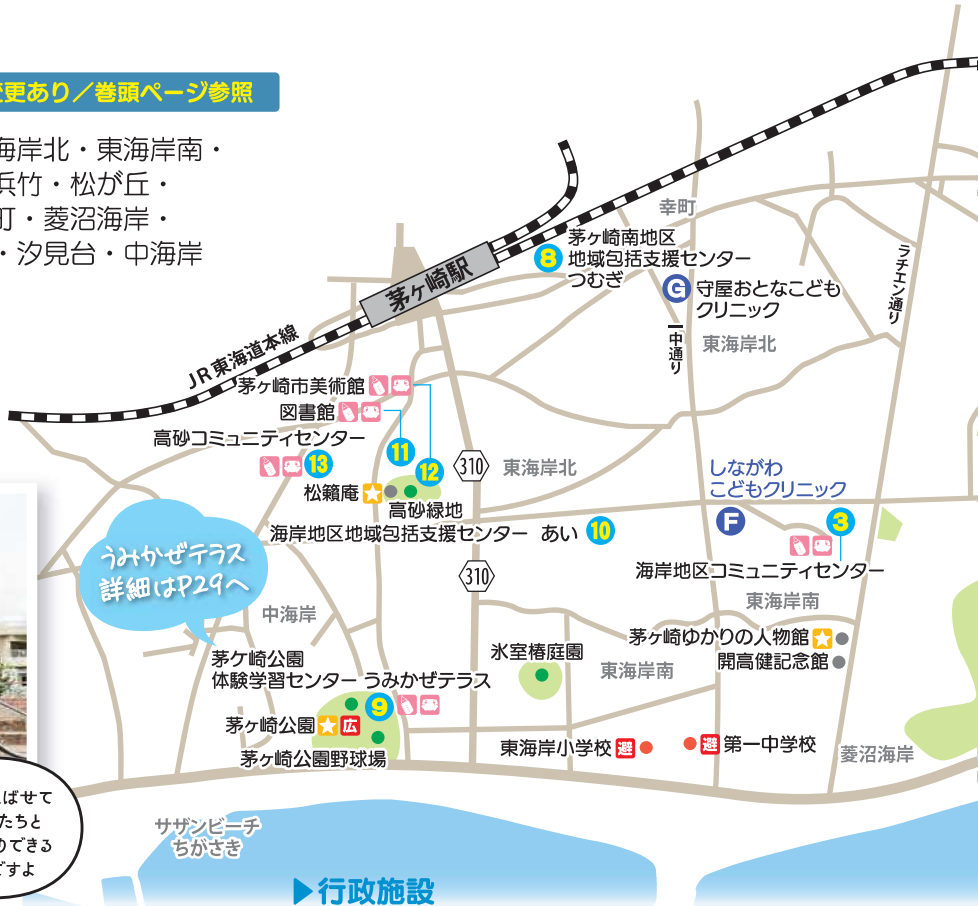 変更あり／巻頭ページ参照
海岸北・東海岸南・
浜竹・松が丘・
町・菱沼海岸・
・汐見台・中海岸
幸町
茅ヶ崎南地区
8 地域包括支援センター
つむぎ
ラチエン通り
茅ヶ崎駅
G 守屋おとなこども
クリニック
一中通り
東海岸北
JR東海道本線
茅ヶ崎市美術館
図書館
高砂コミュニティセンター
13
11
12
310
東海岸北
しながわ
こどもクリニック
松籟庵
高砂緑地
F
3
海岸地区地域包括支援センター あい 10
うみかぜテラス
詳細はP29へ
310
海岸地区コミュニティセンター
東海岸南
中海岸
茅ヶ崎ゆかりの人物館
開高健記念館
氷室椿庭園
東海岸南
茅ケ崎公園
体験学習センター うみかぜテラス
9
茅ヶ崎公園 広
茅ヶ崎公園野球場
東海岸小学校 避
避 第一中学校
菱沼海岸
ばせて
たちと
のできる
ですよ
サザンビーチ
ちがさき
▶行政施設